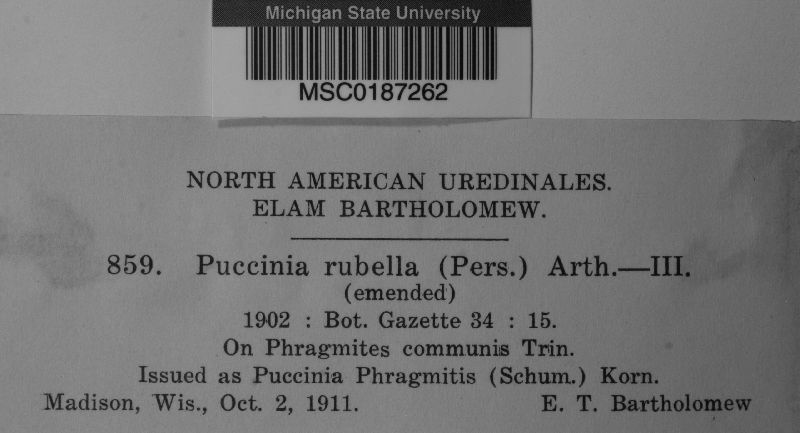 Michigan State University
MSC0187262
NORTH AMERICAN UREDINALES.
ELAM BARTHOLOMEW.
859. Puccinia rubella (Pers.) Arth.—III.
(emended)
1902 : Bot. Gazette 34 : 15.
On Phragmites communis Trin.
Issued as Puccinia Phragmitis (Schum.) Korn.
Madison, Wis., Oct. 2, 1911. E. T. Bartholomew